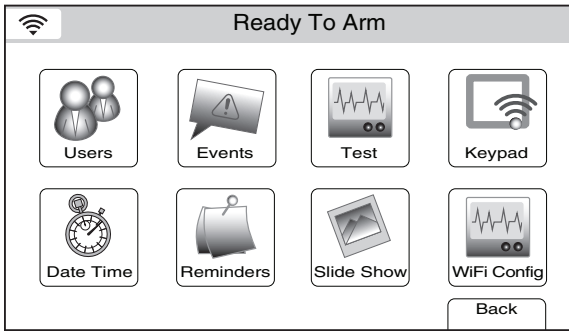 Ready To Arm
Users
Events
Test
Keypad
Date Time
Reminders
Slide Show
WiFi Config
Back